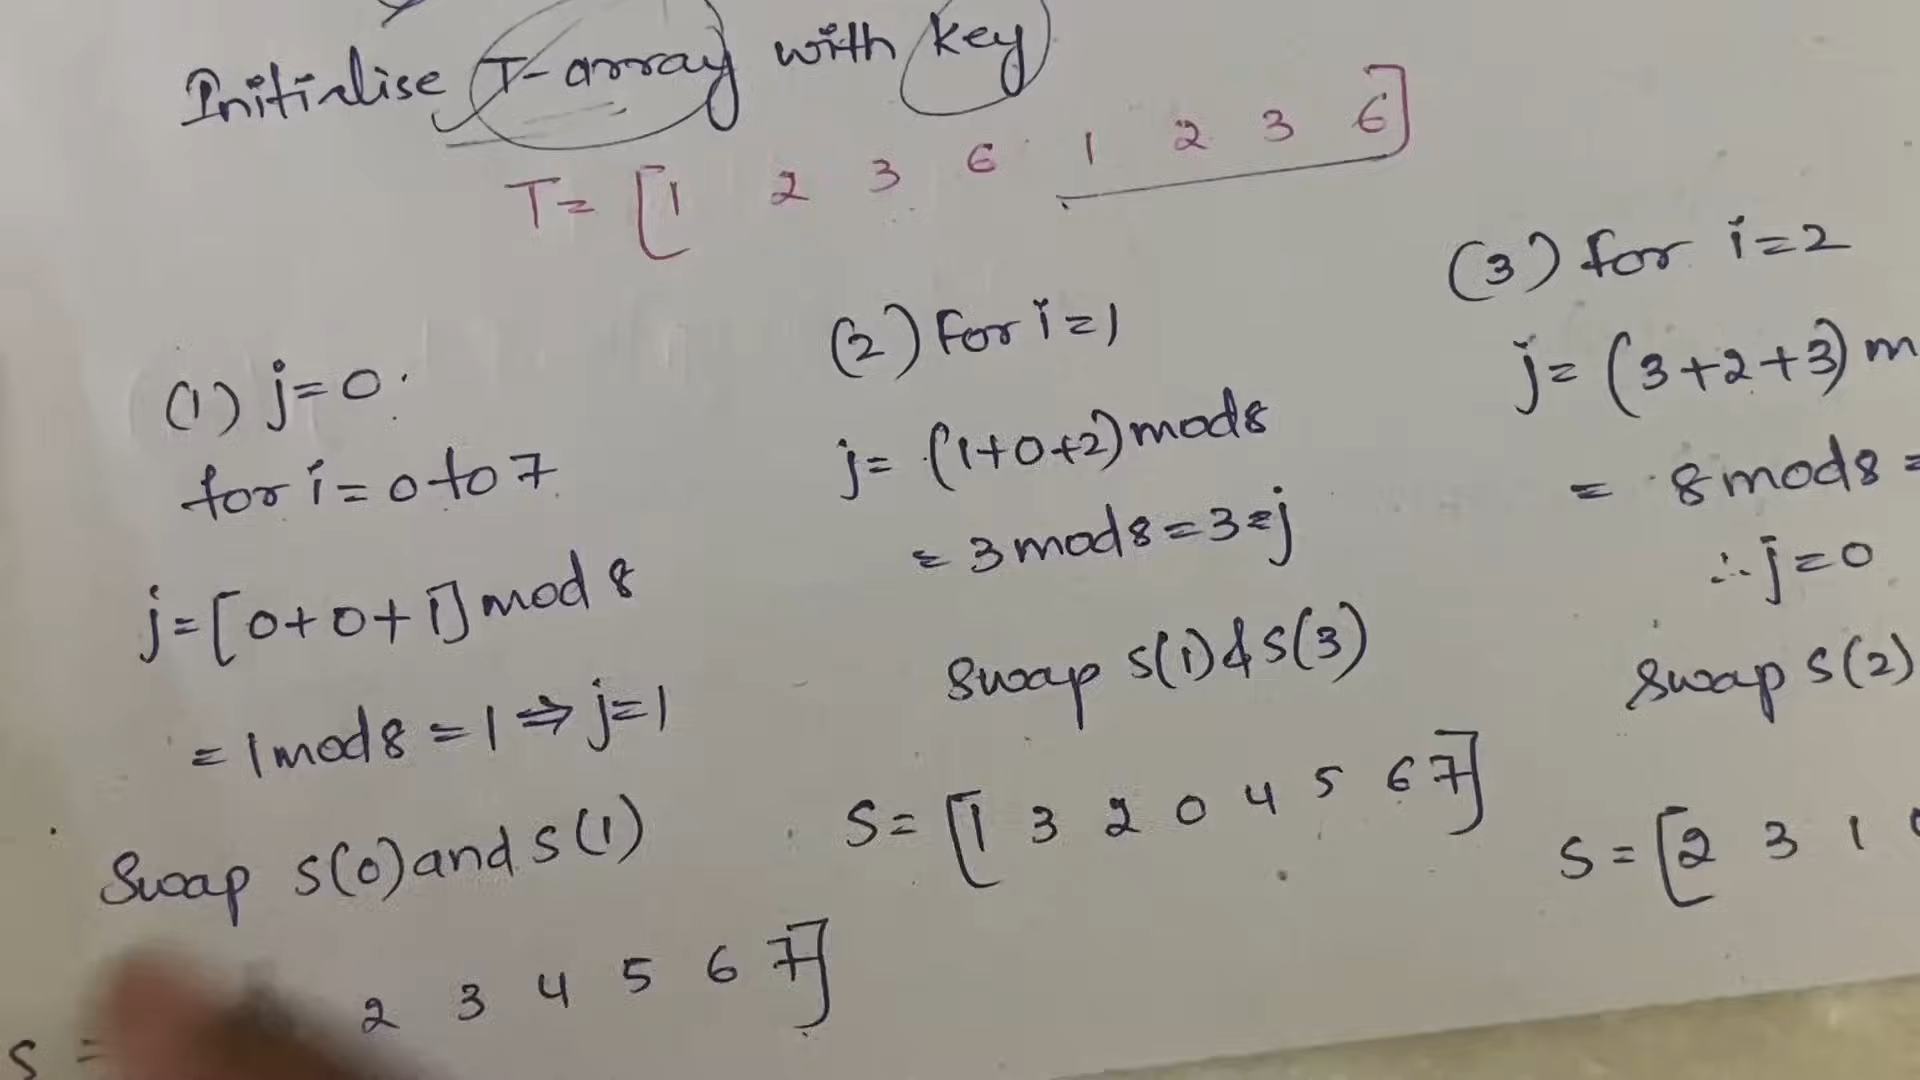 Initialise T-array with key
T= [1 2 3 6 1 2 3 6]
(1) j=0.
for i=0 to 7
j=[0+0+1] mod 8
= 1 mod 8 = 1 ⇒ j=1
Swap s(0) and s(1)
S = 2 3 4 5 6 7]
(2) For i=1
j= (1+0+2) mod 8
= 3 mod 8 = 3 = j
Swap s(1) & s(3)
S= [1 3 2 0 4 5 6 7]
(3) for i=2
j= (3+2+3) m
= 8 mod 8 =
∴ j=0
Swap s(2)
S= [2 3 1